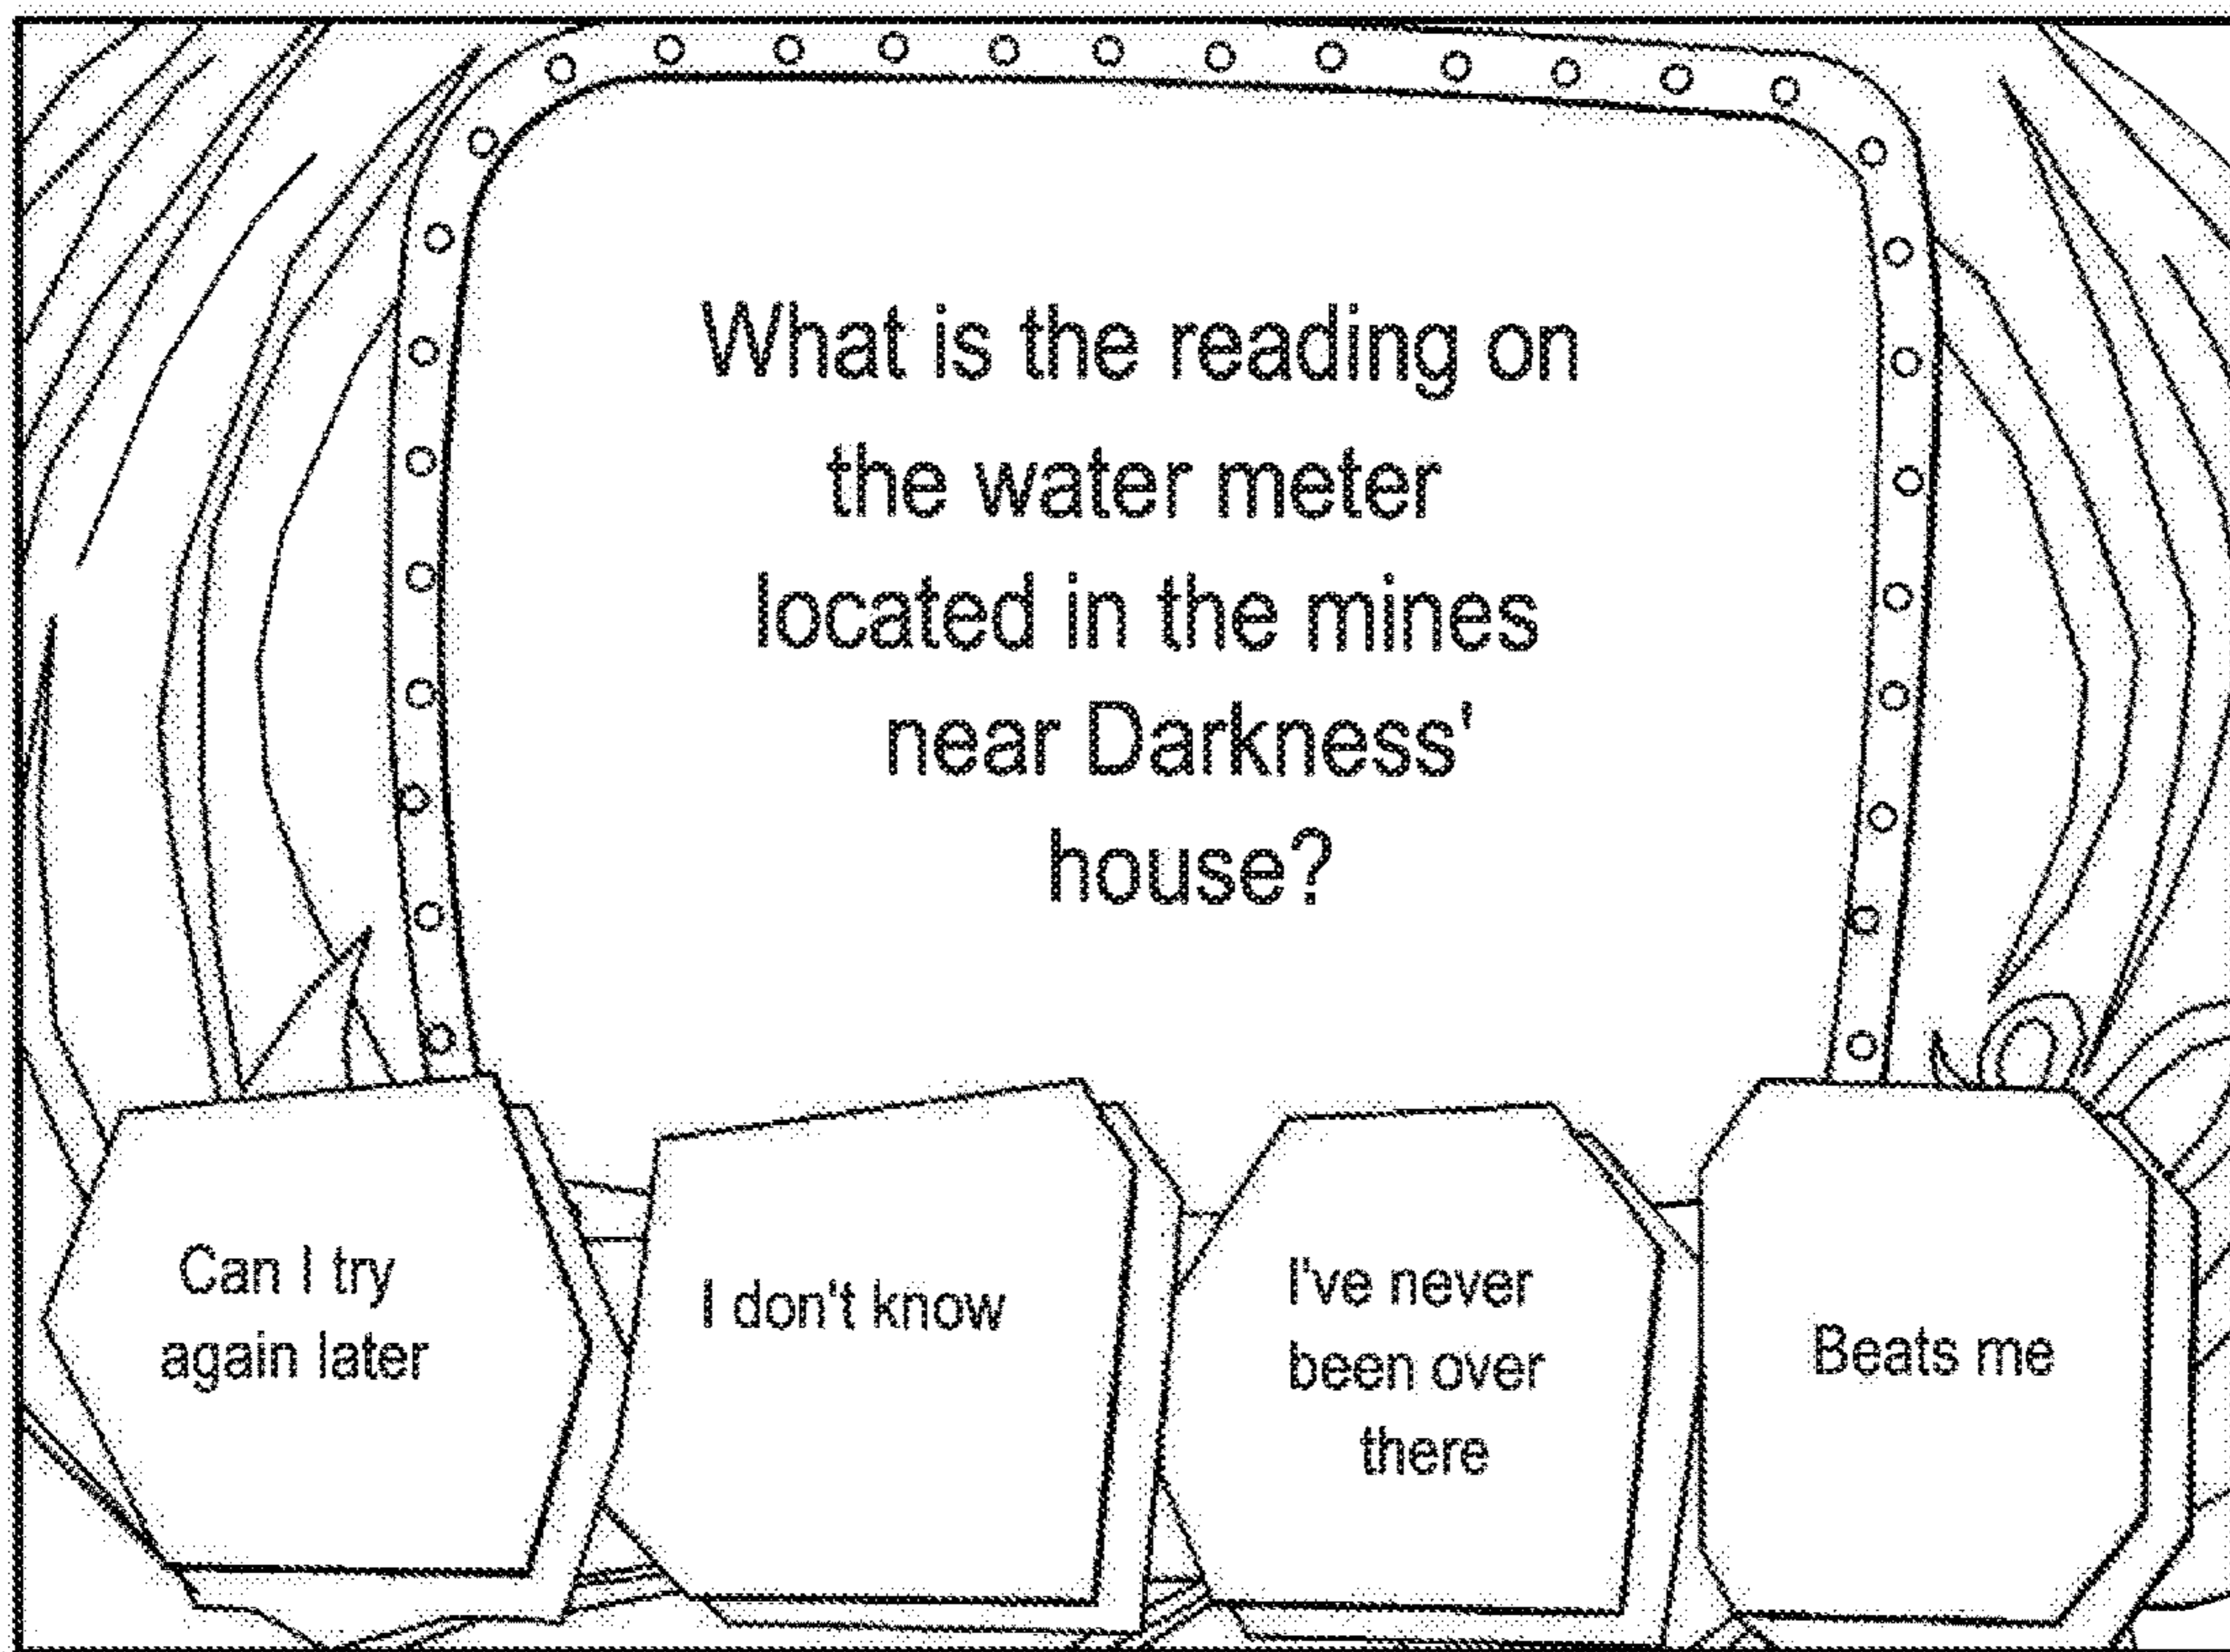 What is the reading on
the water meter
located in the mines
near Darkness'
house?
Can I try
again later
I don't know
I've never
been over
there
Beats me